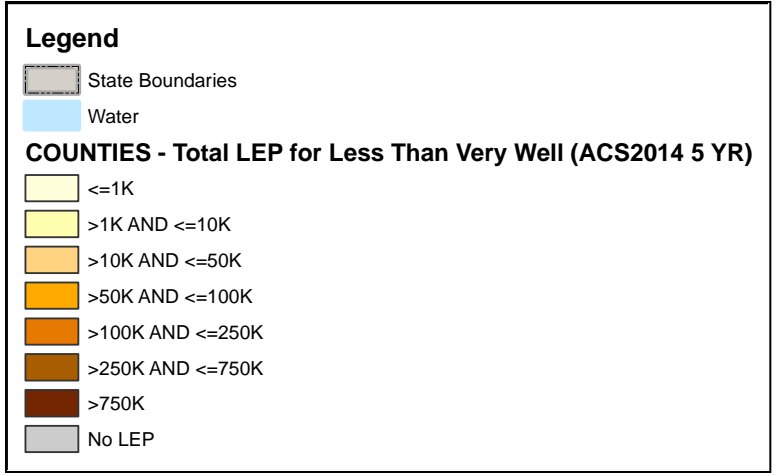 Legend
State Boundaries
Water
COUNTIES - Total LEP for Less Than Very Well (ACS2014 5 YR)
<=1K
>1K AND <=10K
>10K AND <=50K
>50K AND <=100K
>100K AND <=250K
>250K AND <=750K
>750K
No LEP